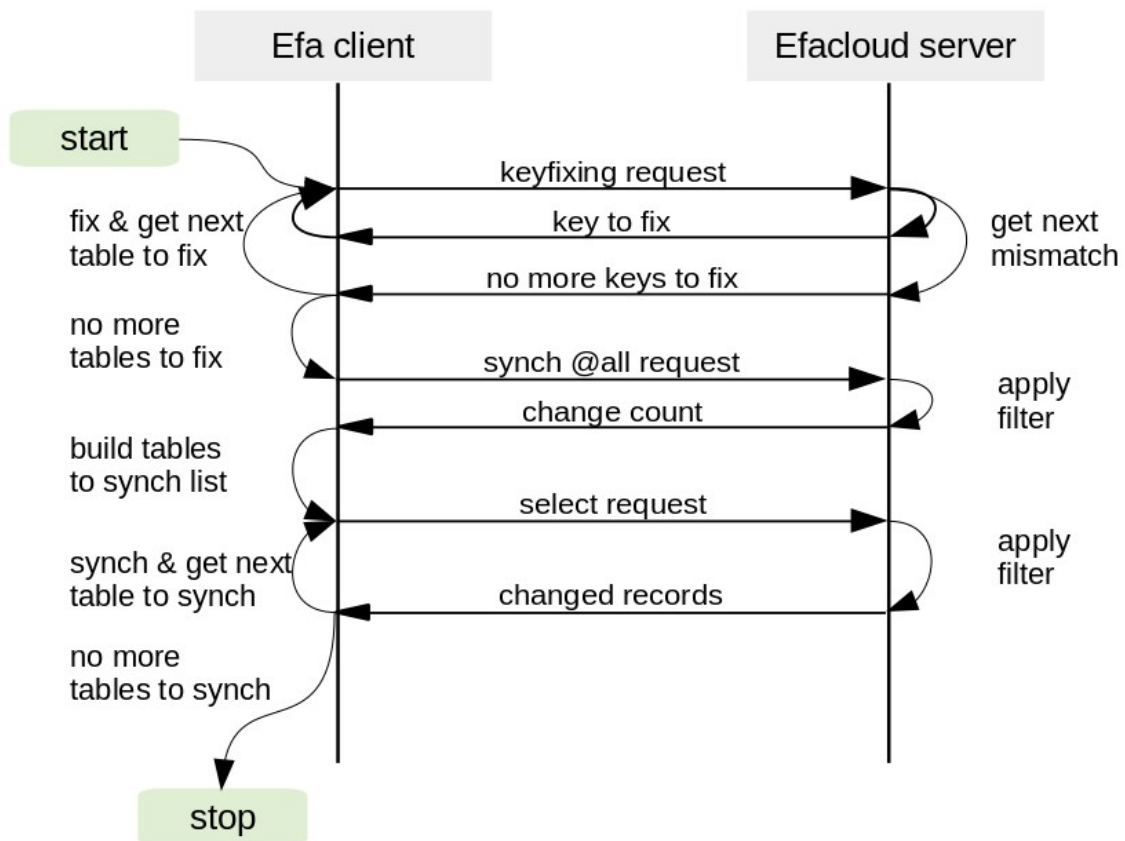 Efa client
Efacloud server
start
keyfixing request
fix & get next
table to fix
key to fix
get next
mismatch
no more keys to fix
no more
tables to fix
synch @all request
change count
apply
filter
build tables
to synch list
select request
synch & get next
table to synch
apply
filter
changed records
no more
tables to synch
stop